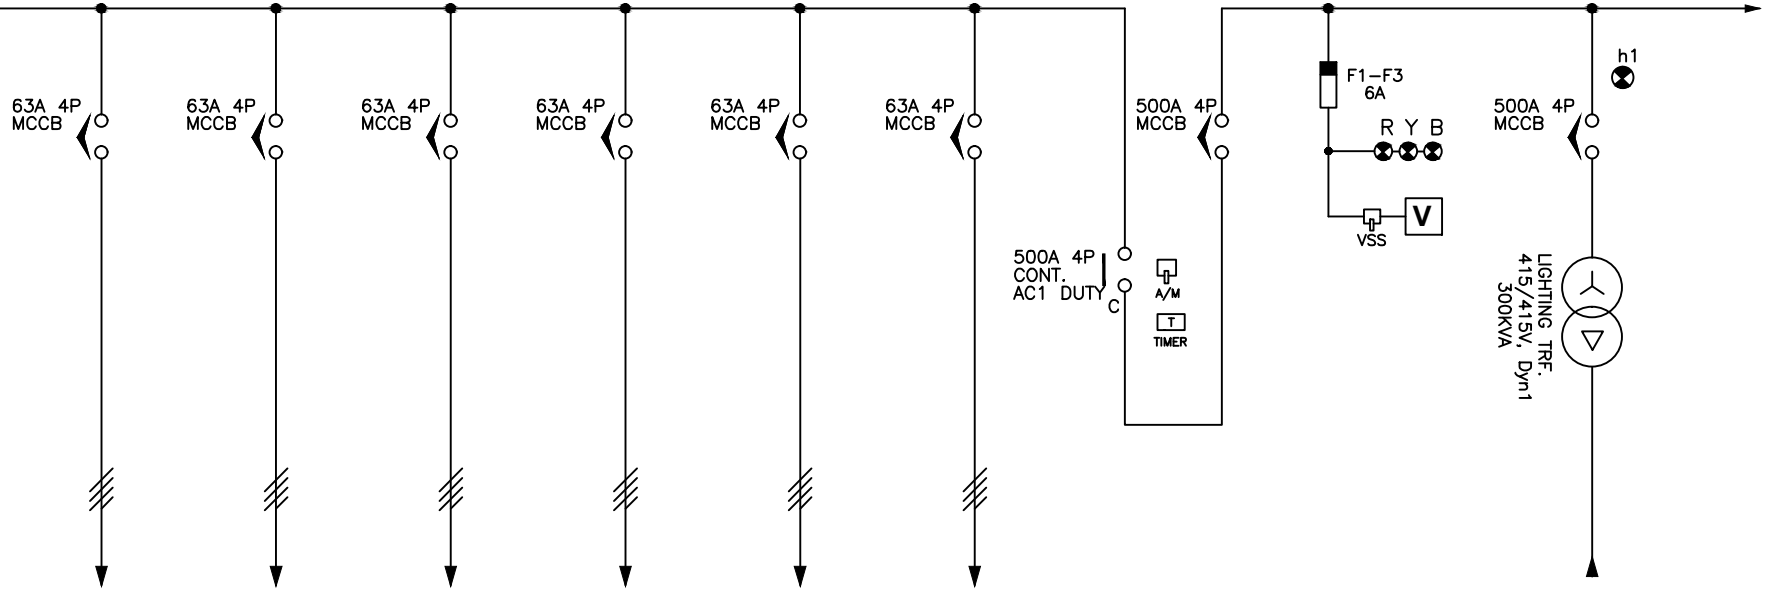 63A 4P
MCCB
63A 4P
MCCB
63A 4P
MCCB
63A 4P
MCCB
63A 4P
MCCB
63A 4P
MCCB
500A 4P
CONT.
AC1 DUTY
C
A/M
T
TIMER
500A 4P
MCCB
F1-F3
6A
R Y B
V
VSS
500A 4P
MCCB
h1
LIGHTING TRF.
415/415V, Dyn1
300KVA